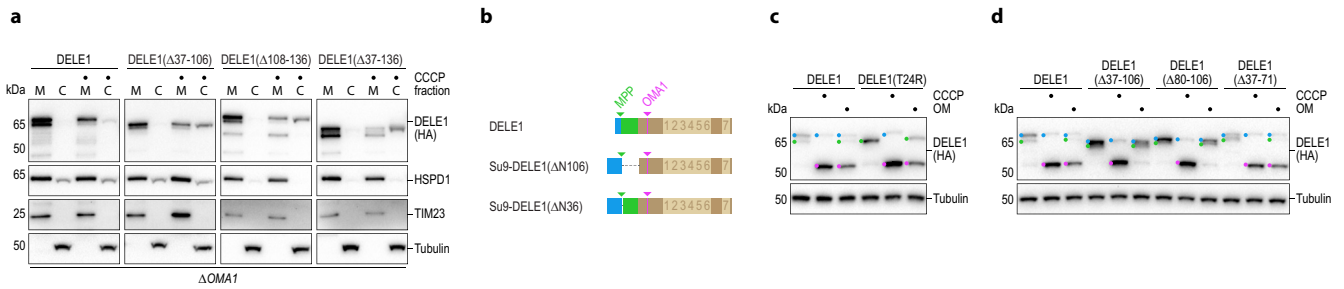 a
DELE1 DELE1(Δ37-106) DELE1(Δ108-136) DELE1(Δ37-136)
• • • • • • • • CCCP
kDa M C M C M C M C M C M C M C M C fraction
65
50
DELE1
(HA)
65
50
HSPD1
25
TIM23
50
Tubulin
ΔOMA1
b
MPP OMA1
DELE1 1 2 3 4 5 6 7
Su9-DELE1(ΔN106) 1 2 3 4 5 6 7
Su9-DELE1(ΔN36) 1 2 3 4 5 6 7
c
DELE1 DELE1(T24R)
• • CCCP
• • OM
kDa
65
50
DELE1
(HA)
50
Tubulin
d
DELE1 DELE1 DELE1 DELE1
(Δ37-106) (Δ80-106) (Δ37-71)
• • • • CCCP
• • • • OM
kDa
65
50
DELE1
(HA)
50
Tubulin